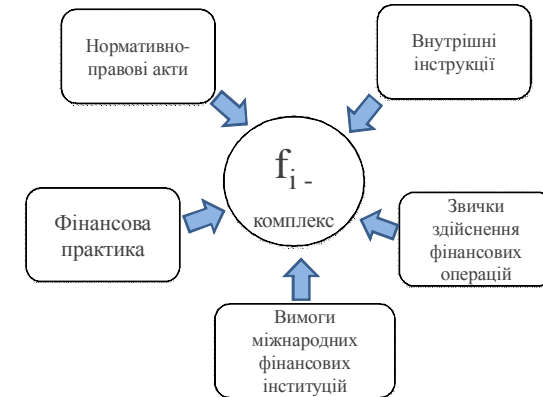 Нормативно-
правові акти
Внутрішні
інструкції
f i -
комплекс
Фінансова
практика
Звички
здійснення
фінансових
операцій
Вимоги
міжнародних
фінансових
інституцій